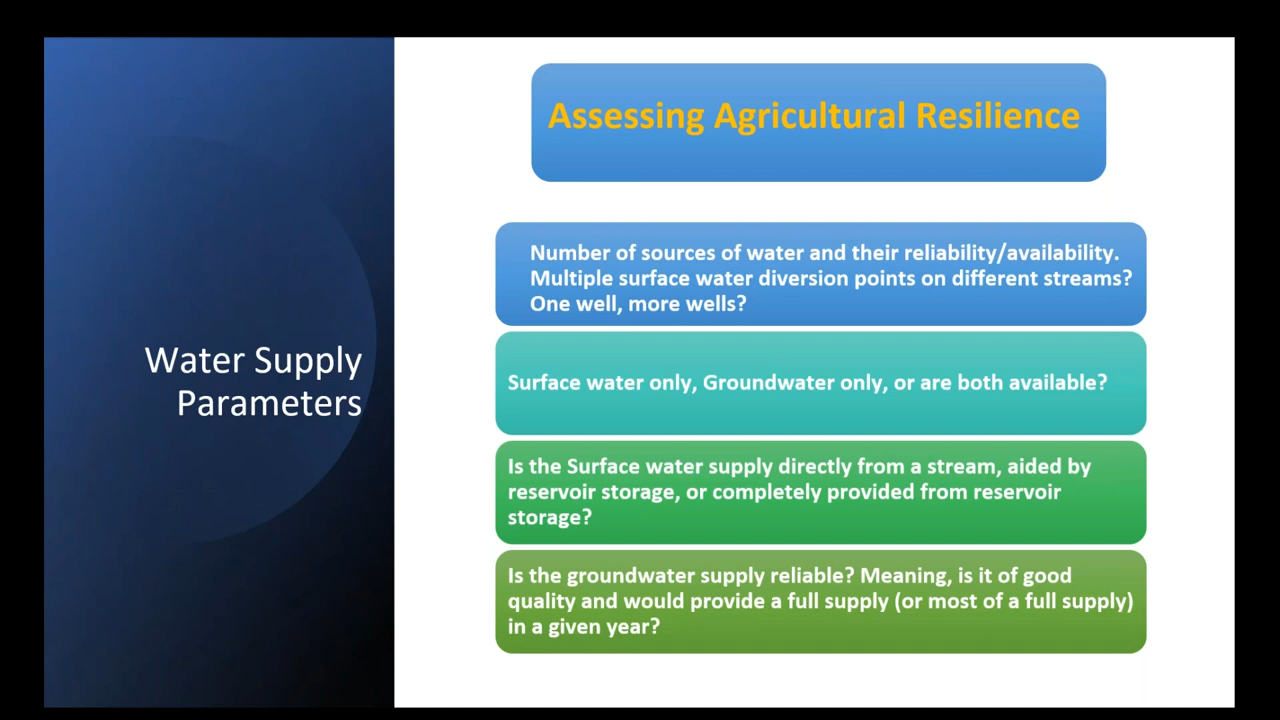 Water Supply
Parameters
Assessing Agricultural Resilience
Number of sources of water and their reliability/availability.
Multiple surface water diversion points on different streams?
One well, more wells?
Surface water only, Groundwater only, or are both available?
Is the Surface water supply directly from a stream, aided by
reservoir storage, or completely provided from reservoir
storage?
Is the groundwater supply reliable? Meaning, is it of good
quality and would provide a full supply (or most of a full supply)
in a given year?